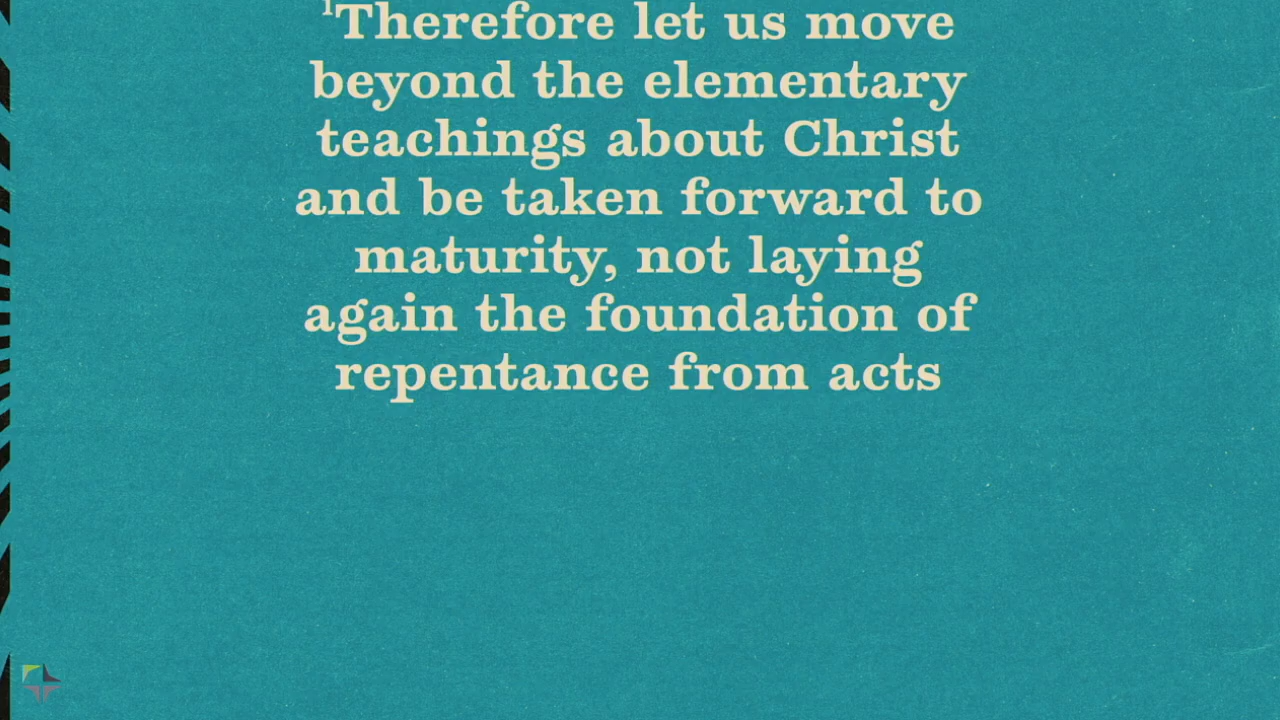 ¹Therefore let us move
beyond the elementary
teachings about Christ
and be taken forward to
maturity, not laying
again the foundation of
repentance from acts